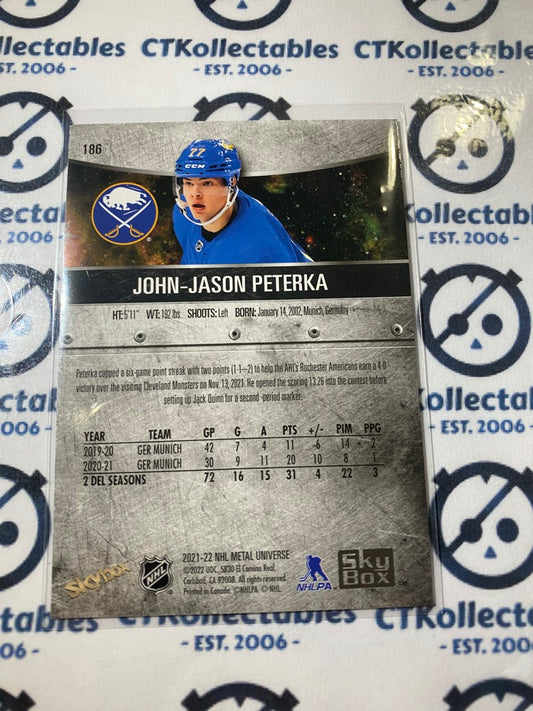 Kollectables CTKollectables CTKollectab
EST. 2006 - - EST. 2006 - - EST. 2006 -
186
77
CCM
JOHN-JASON PETERKA
HT: 5'11" WT: 192 lbs. SHOOTS: Left BORN: January 14, 2002, Munich, Germany
Peterka capped a six-game point streak with two points (1-1—2) to help the AHL's Rochester Americans earn a 4-0
victory over the visiting Cleveland Monsters on Nov. 13, 2021. He opened the scoring 13:26 into the contest before
setting up Jack Quinn for a second-period marker.
YEAR TEAM GP G A PTS +/- PIM PPG
2019-20 GER MUNICH 42 7 4 11 -6 14 2
2020-21 GER MUNICH 30 9 11 20 10 8 1
2 DEL SEASONS 72 16 15 31 4 22 3
SKYBOX
NHL
2021-22 NHL METAL UNIVERSE
©2022 UDC, 5830 El Camino Real,
Carlsbad, CA 92008. All rights reserved.
Printed in Canada. ©NHLPA. © NHL.
NHLPA
SKY
BOX
TM
Kollectables
2006 -
CTKollectables CTKollectables
- EST. 2006 - - EST. 2006 -